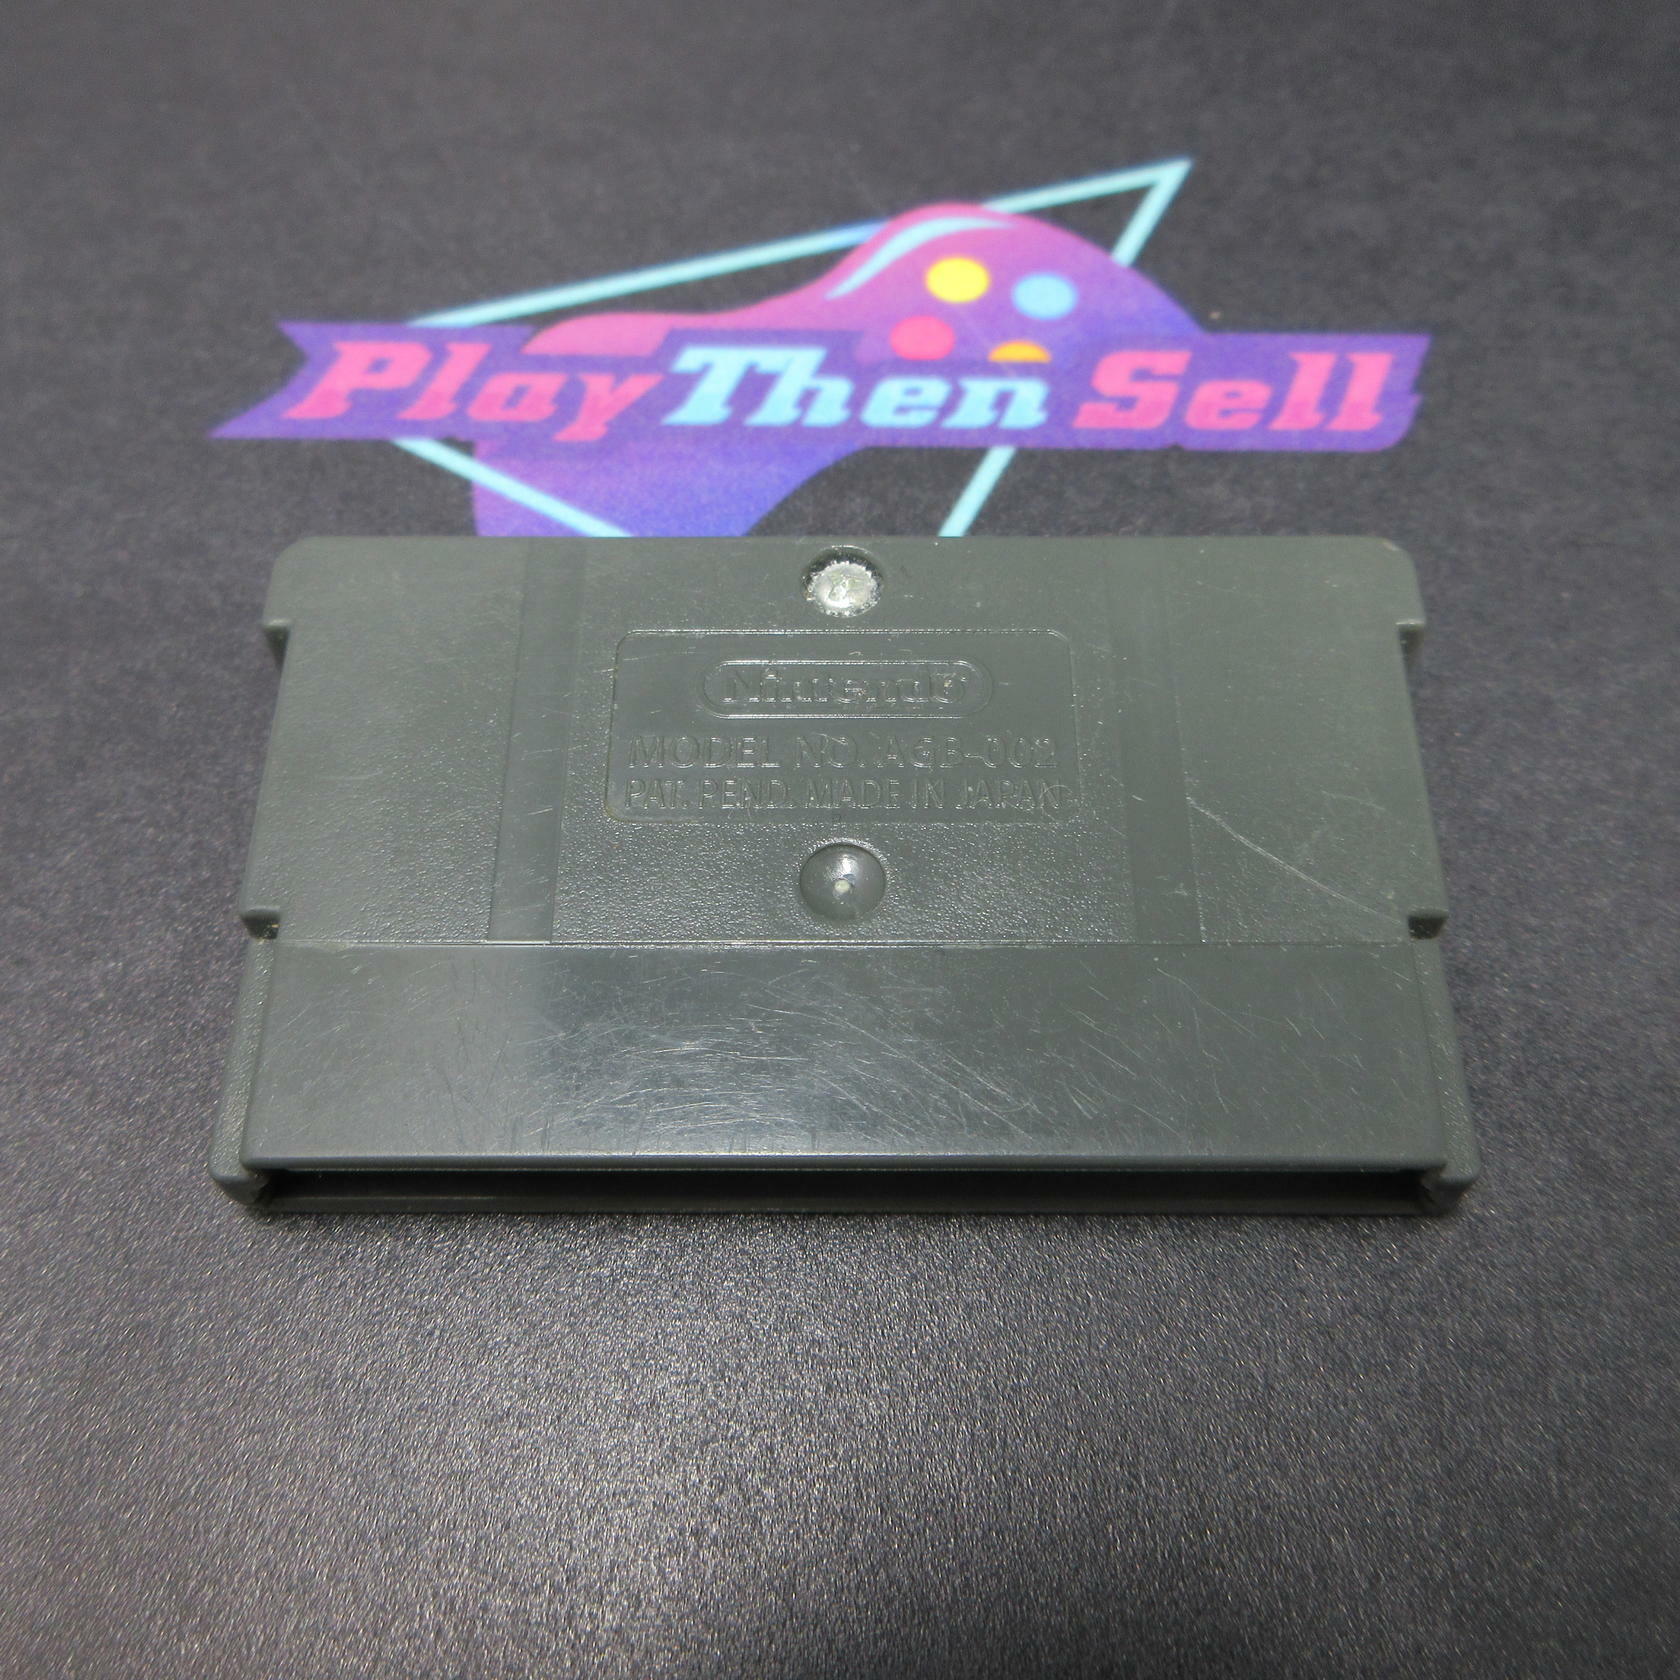 Play Then Sell
Nintendo
MODEL NO. AGB-002
PAT. PEND. MADE IN JAPAN